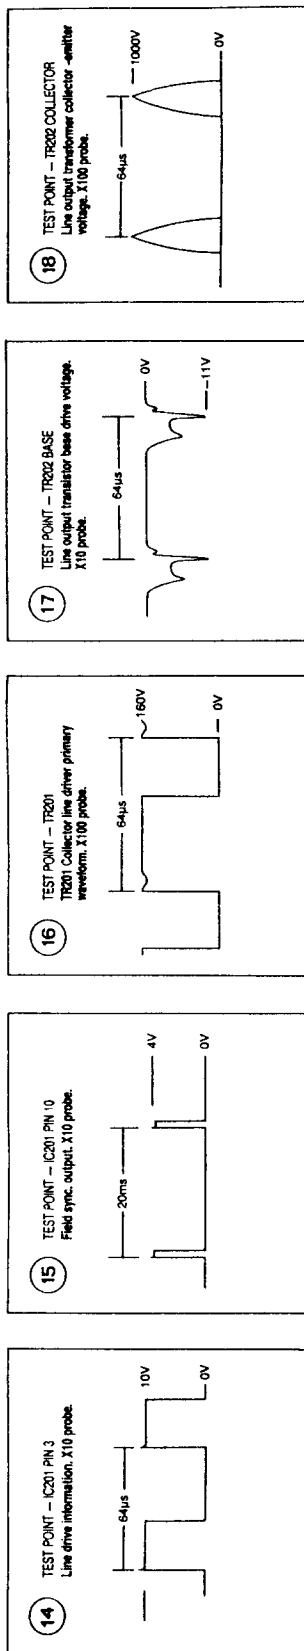 14
TEST POINT – IC201 PIN 3
Line drive information. X10 probe.
64µs
10V
0V
15
TEST POINT – IC201 PIN 10
Field sync. output. X10 probe.
20ms
4V
0V
16
TEST POINT – TR201
TR201 Collector line driver primary
waveform. X100 probe.
64µs
160V
0V
17
TEST POINT – TR202 BASE
Line output transistor base drive voltage.
X10 probe.
64µs
0V
–11V
18
TEST POINT – TR202 COLLECTOR
Line output transformer collector -emitter
voltage. X100 probe.
64µs
1000V
0V